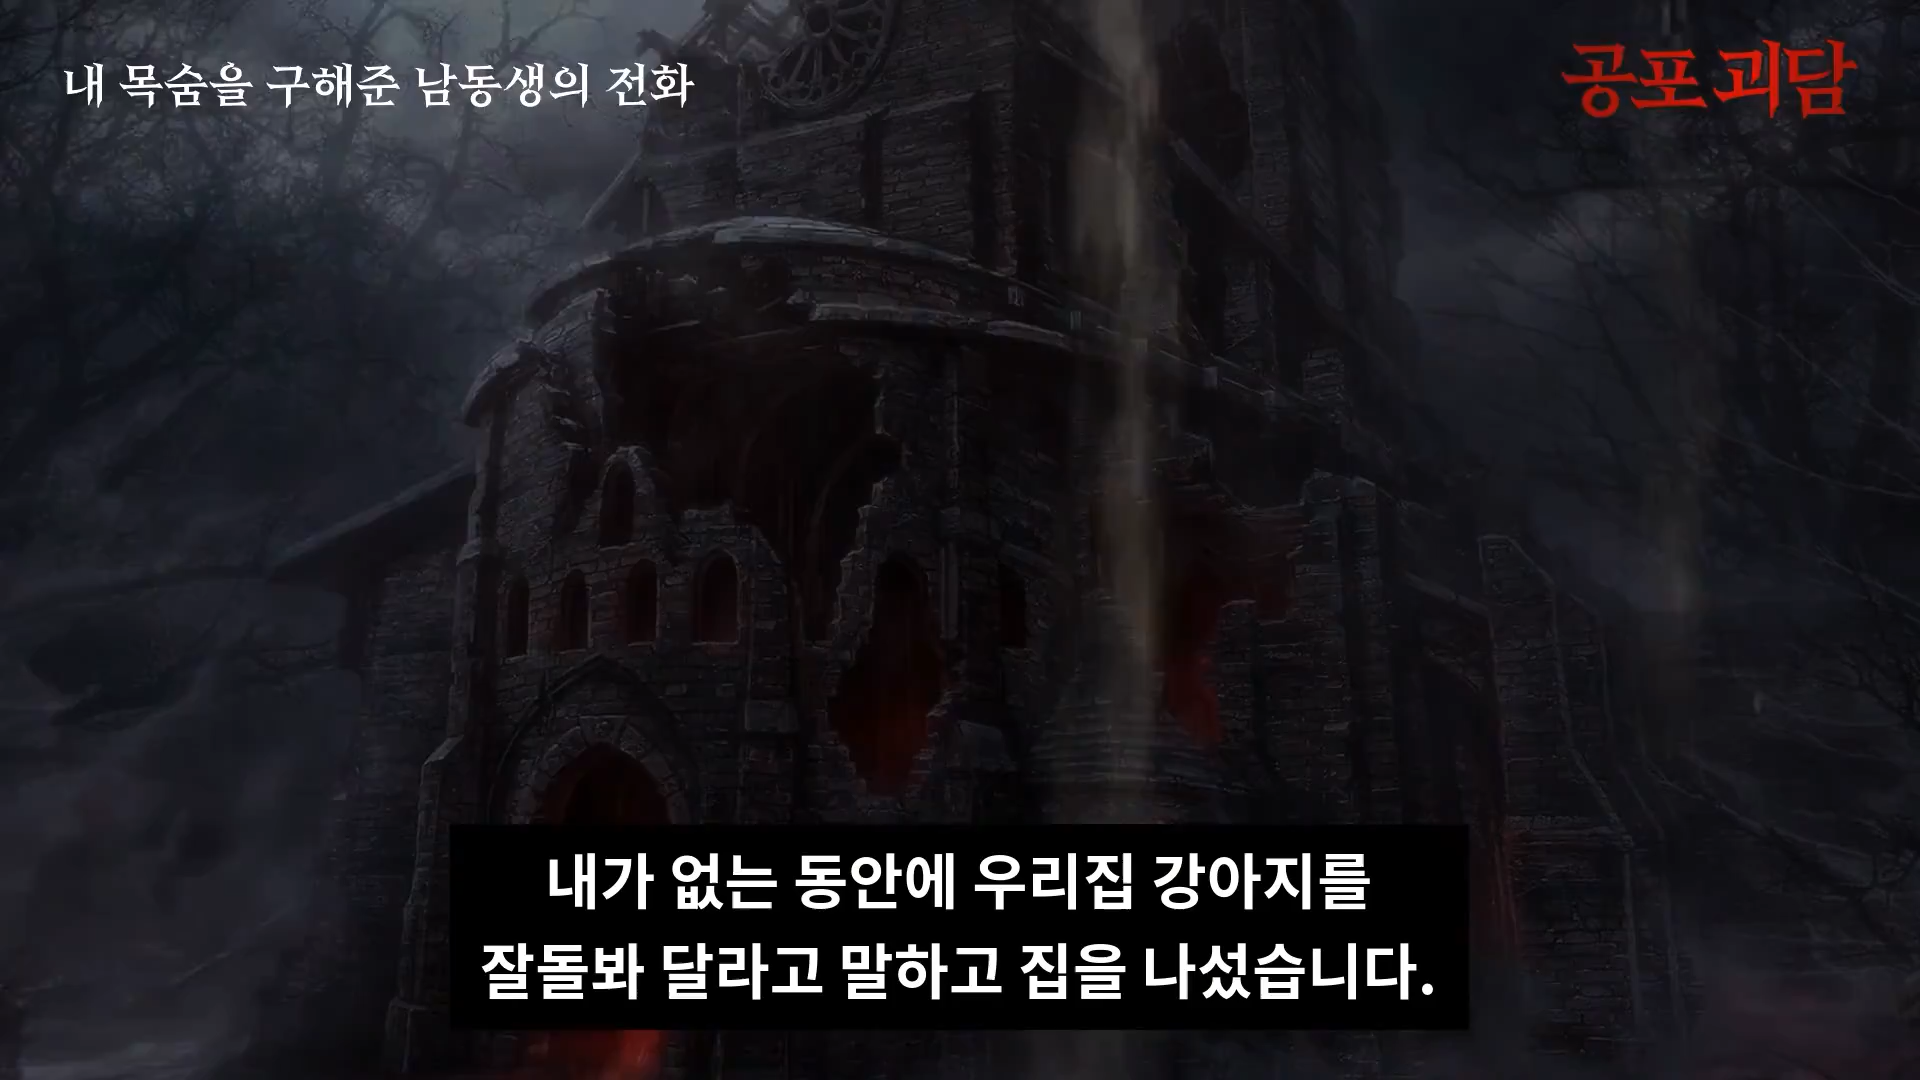 내 목숨을 구해준 남동생의 전화
공포 괴담
내가 없는 동안에 우리집 강아지를
잘돌봐 달라고 말하고 집을 나섰습니다.